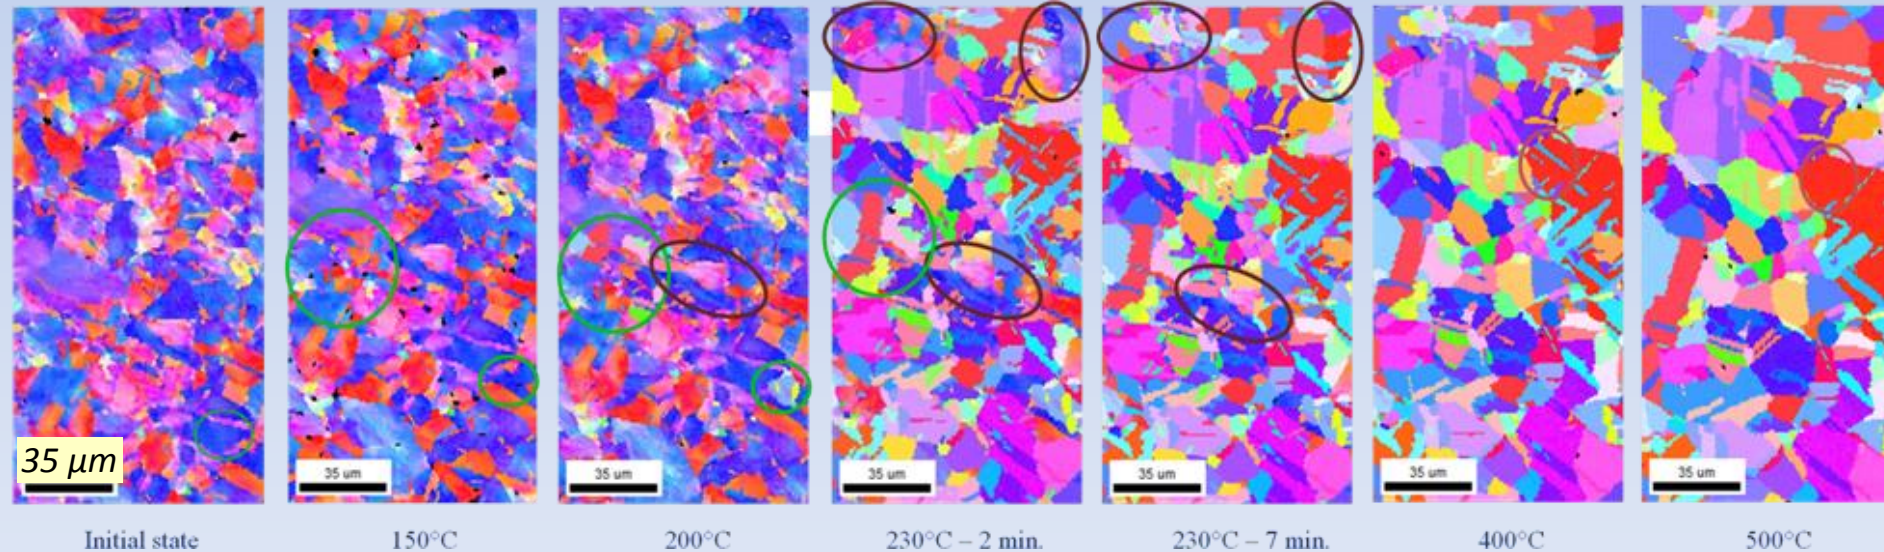 35 μm
35 um
35 um
35 um
35 um
35 um
35 um
Initial state
150°C
200°C
230°C – 2 min.
230°C – 7 min.
400°C
500°C